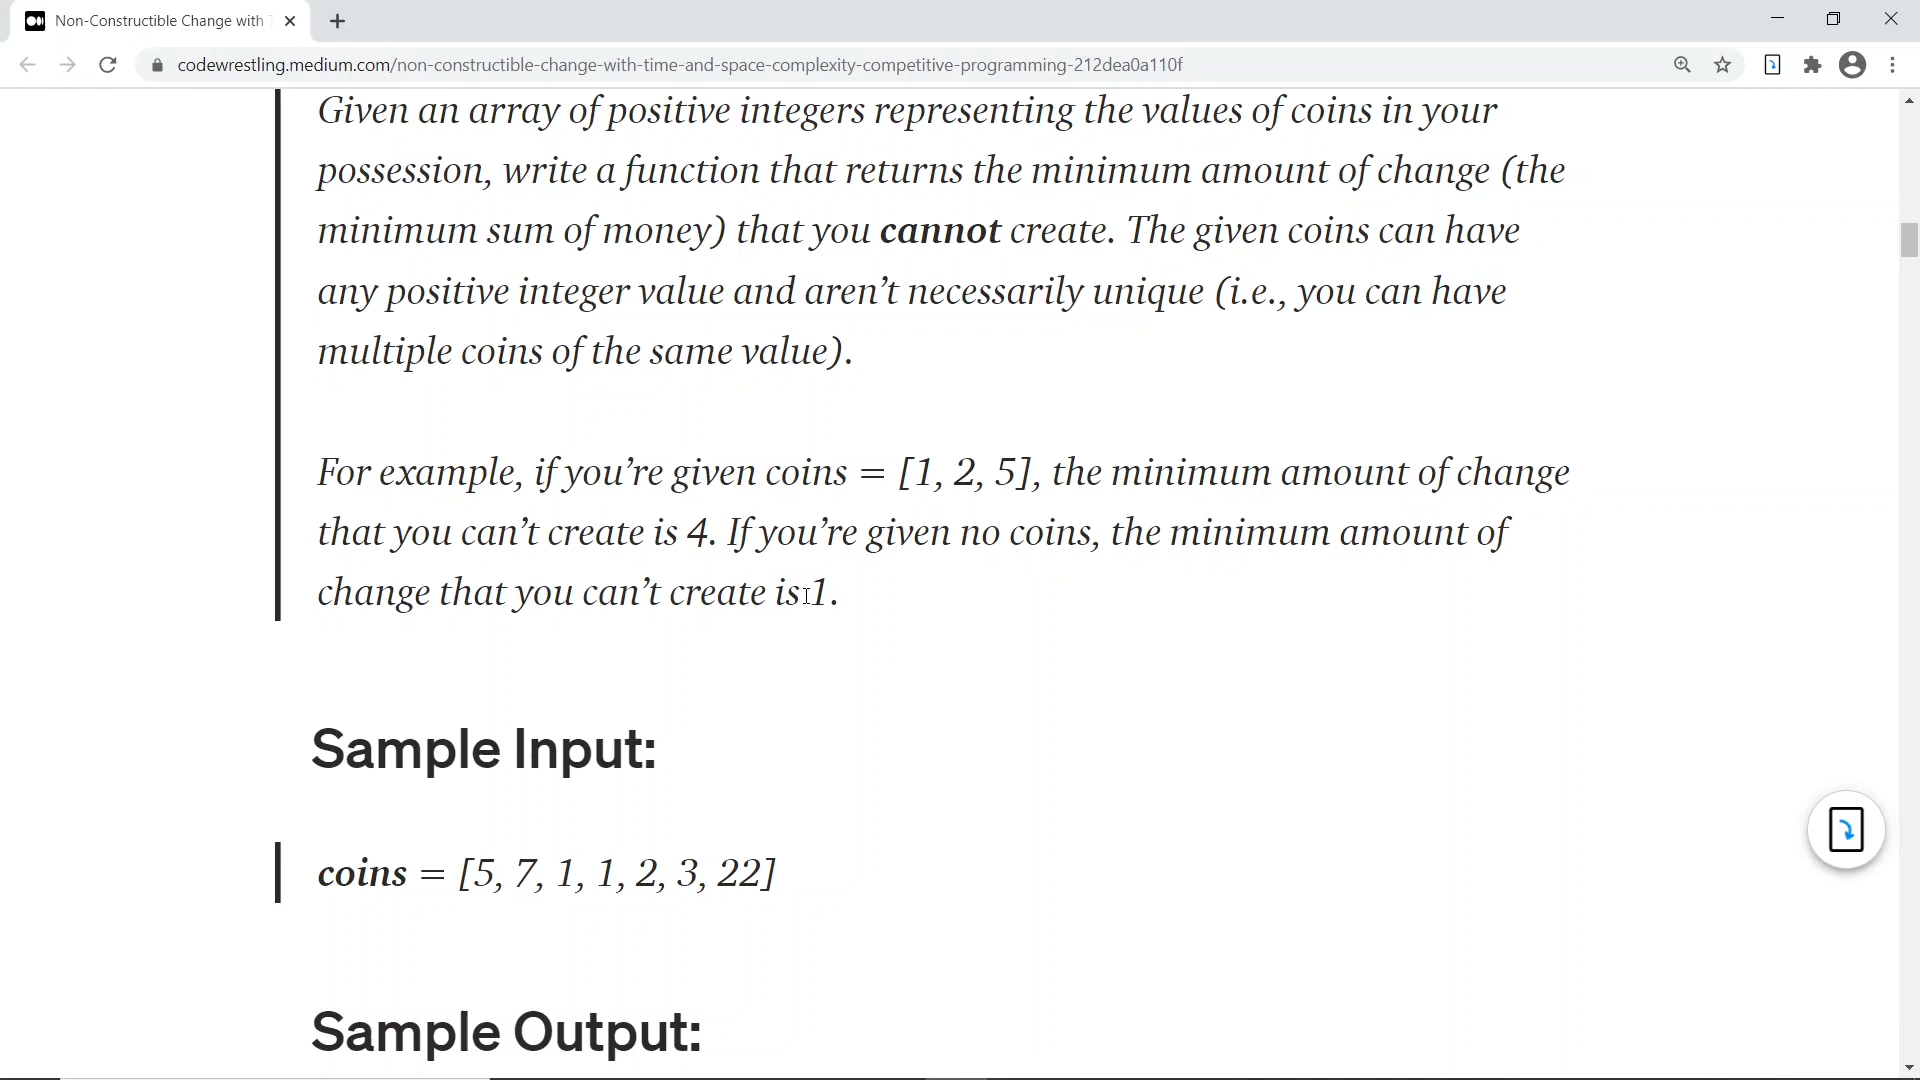 Non-Constructible Change with T
codewrestling.medium.com/non-constructible-change-with-time-and-space-complexity-competitive-programming-212dea0a110f
Given an array of positive integers representing the values of coins in your
possession, write a function that returns the minimum amount of change (the
minimum sum of money) that you cannot create. The given coins can have
any positive integer value and aren’t necessarily unique (i.e., you can have
multiple coins of the same value).
For example, if you’re given coins = [1, 2, 5], the minimum amount of change
that you can’t create is 4. If you’re given no coins, the minimum amount of
change that you can’t create is 1.
Sample Input:
coins = [5, 7, 1, 1, 2, 3, 22]
Sample Output: